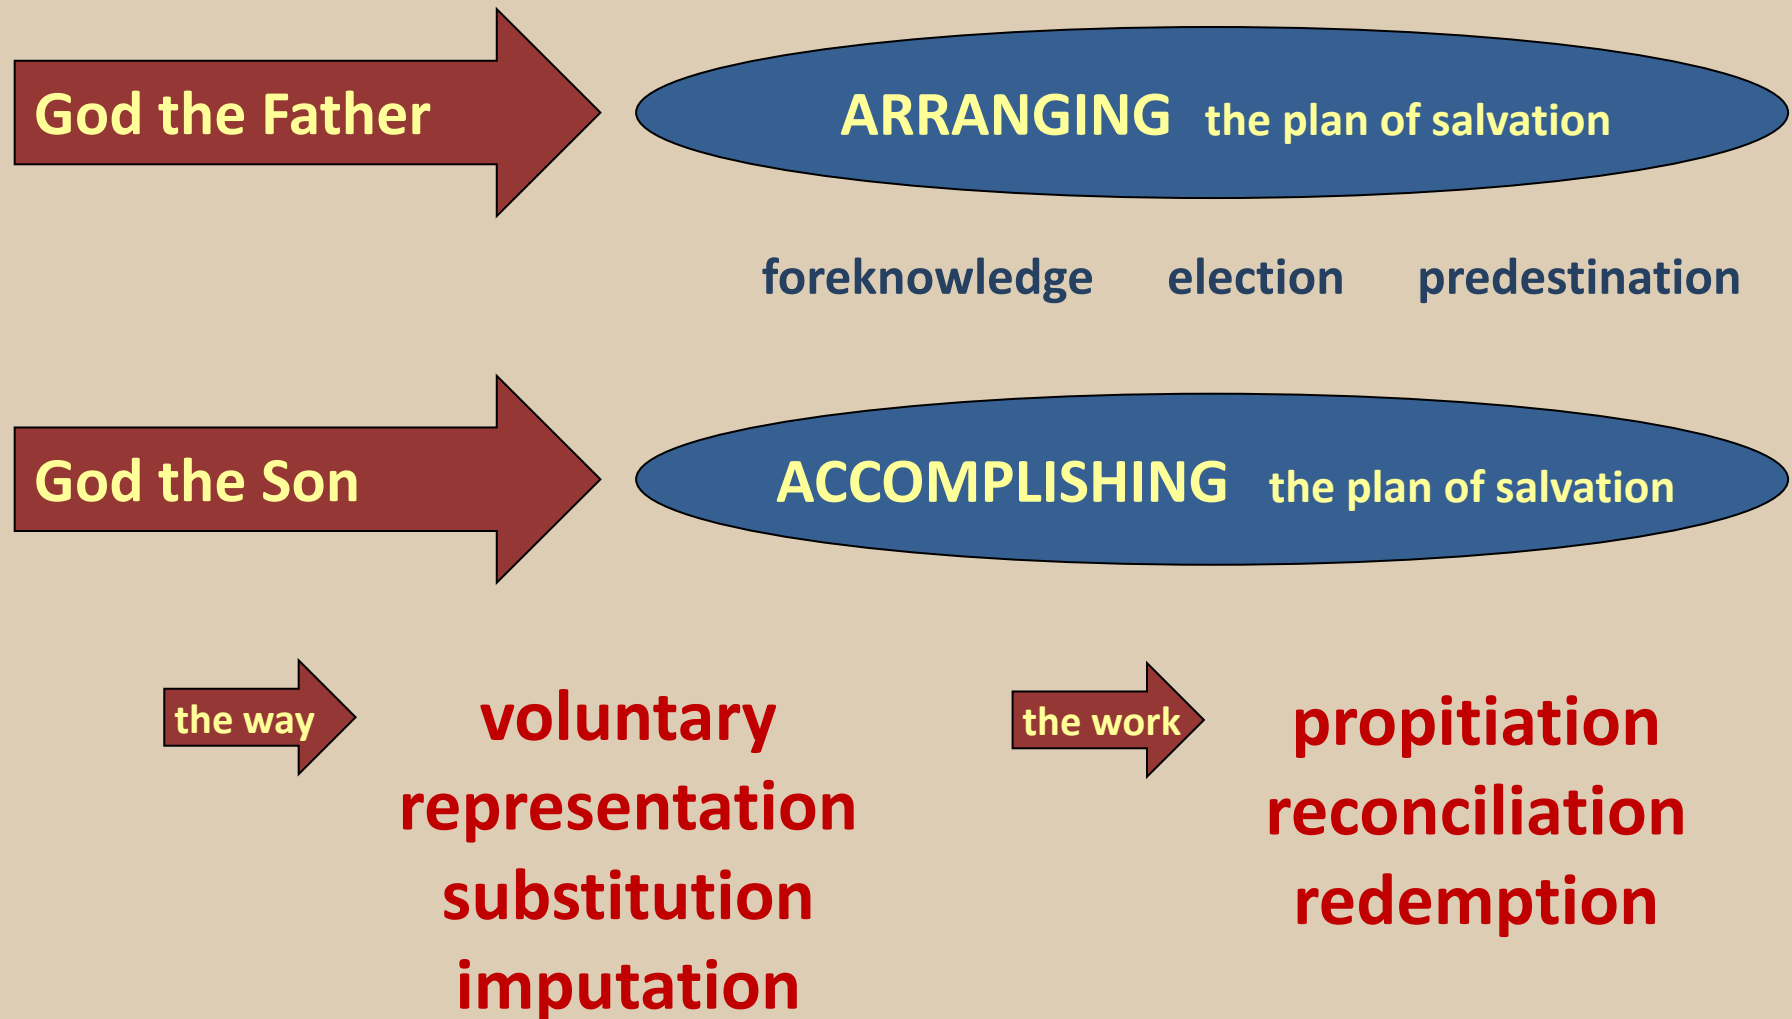 God the Father
ARRANGING the plan of salvation
foreknowledge election predestination
God the Son
ACCOMPLISHING the plan of salvation
the way
voluntary
representation
substitution
imputation
the work
propitiation
reconciliation
redemption